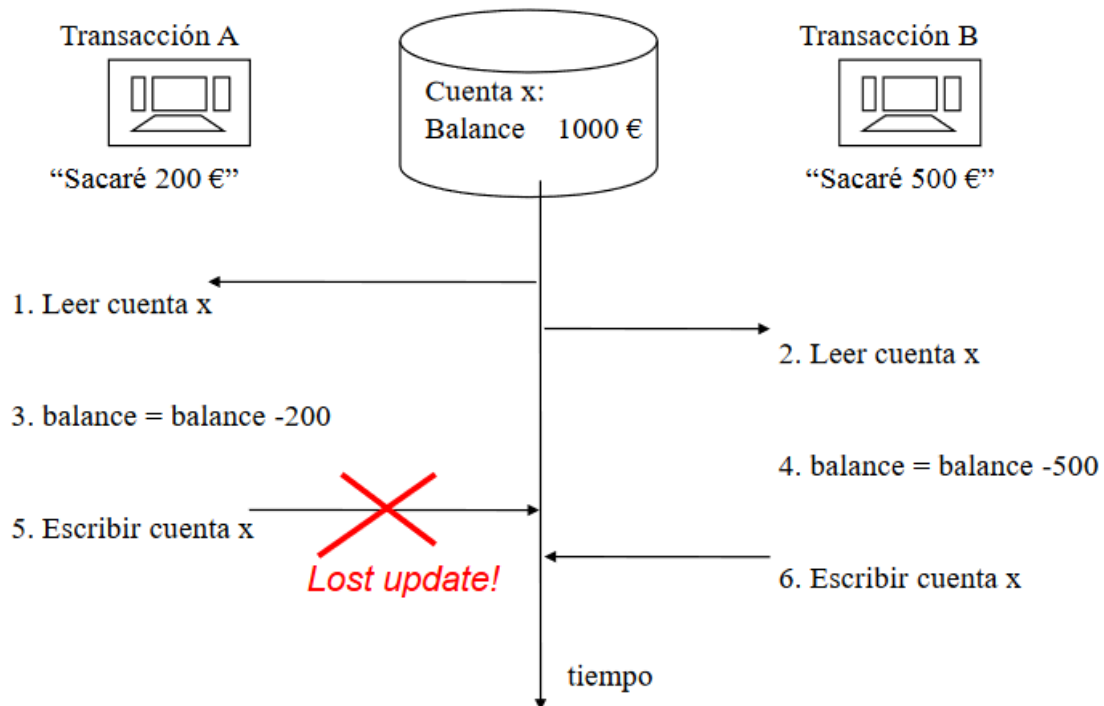 Transacción A
Transacción B
Cuenta x:
Balance 1000 €
“Sacaré 200 €”
“Sacaré 500 €”
1. Leer cuenta x
2. Leer cuenta x
3. balance = balance -200
4. balance = balance -500
5. Escribir cuenta x
Lost update!
6. Escribir cuenta x
tiempo